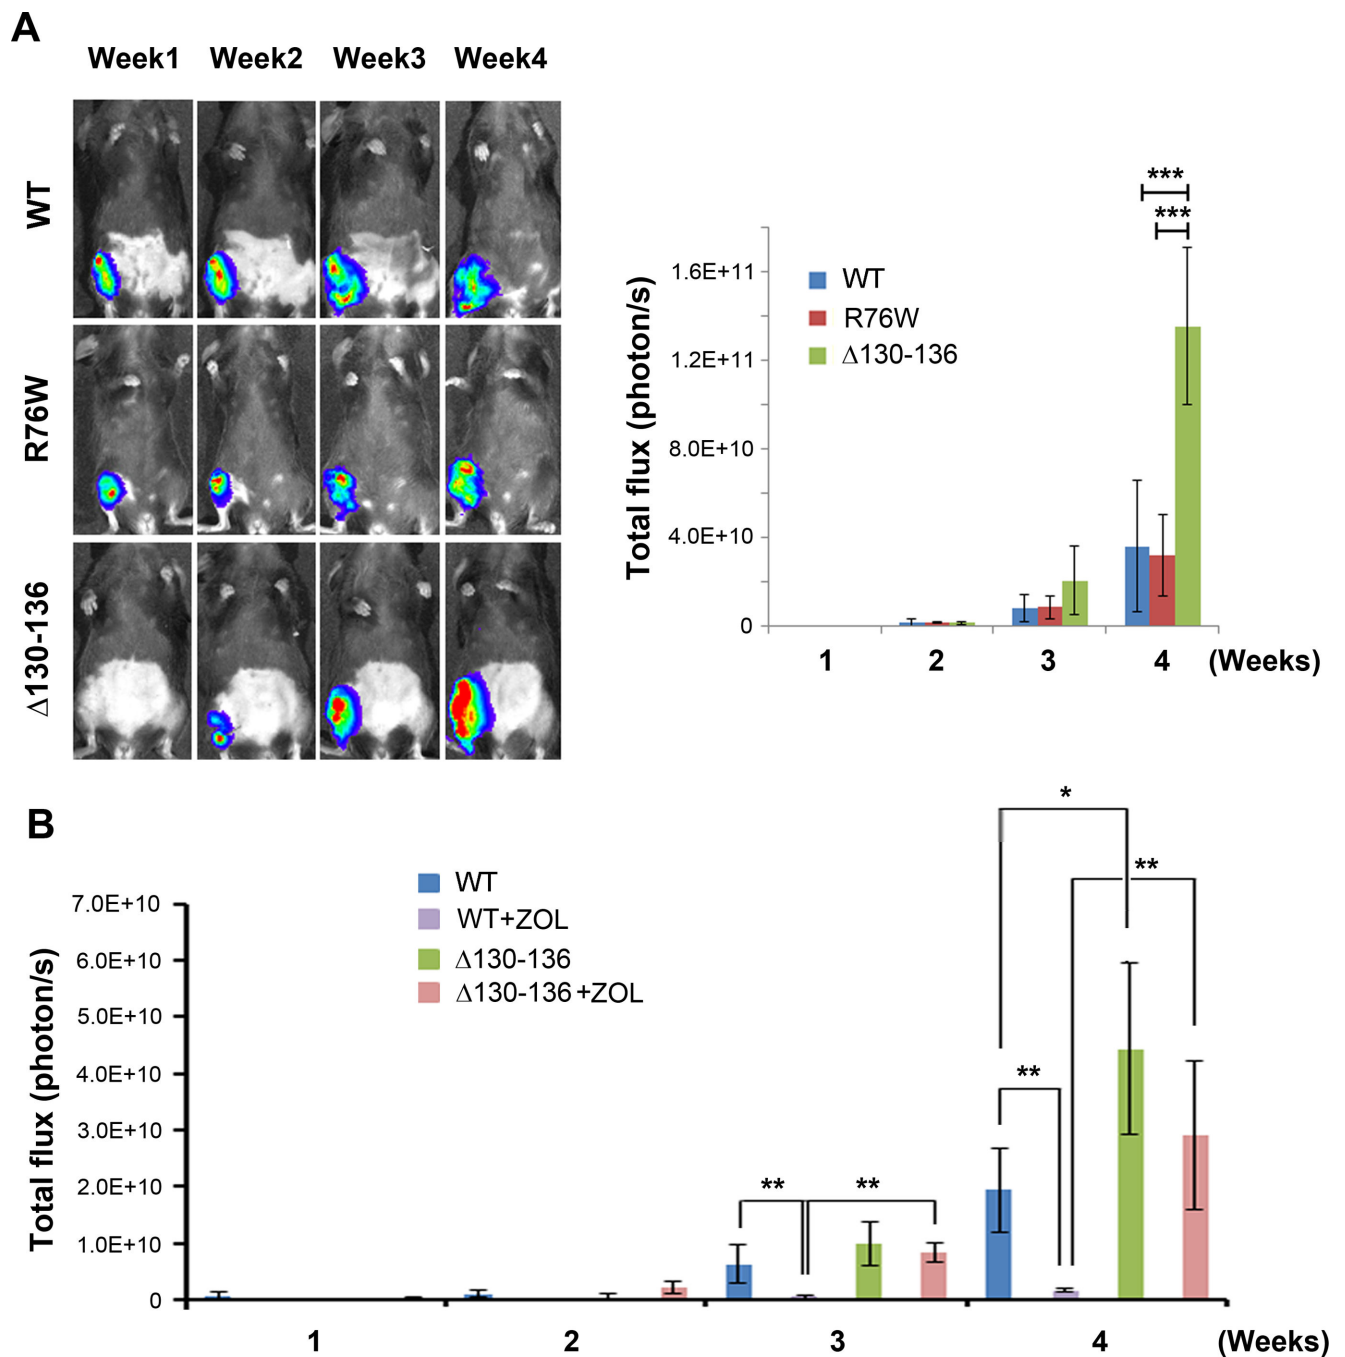 A
Week1 Week2 Week3 Week4
WT
R76W
Δ130-136
Total flux (photon/s)
1.6E+11
1.2E+11
8.0E+10
4.0E+10
0
WT
R76W
Δ130-136
***
***
1 2 3 4 (Weeks)
B
Total flux (photon/s)
7.0E+10
6.0E+10
5.0E+10
4.0E+10
3.0E+10
2.0E+10
1.0E+10
0
WT
WT+ZOL
Δ130-136
Δ130-136+ZOL
**
**
**
*
**
1 2 3 4 (Weeks)